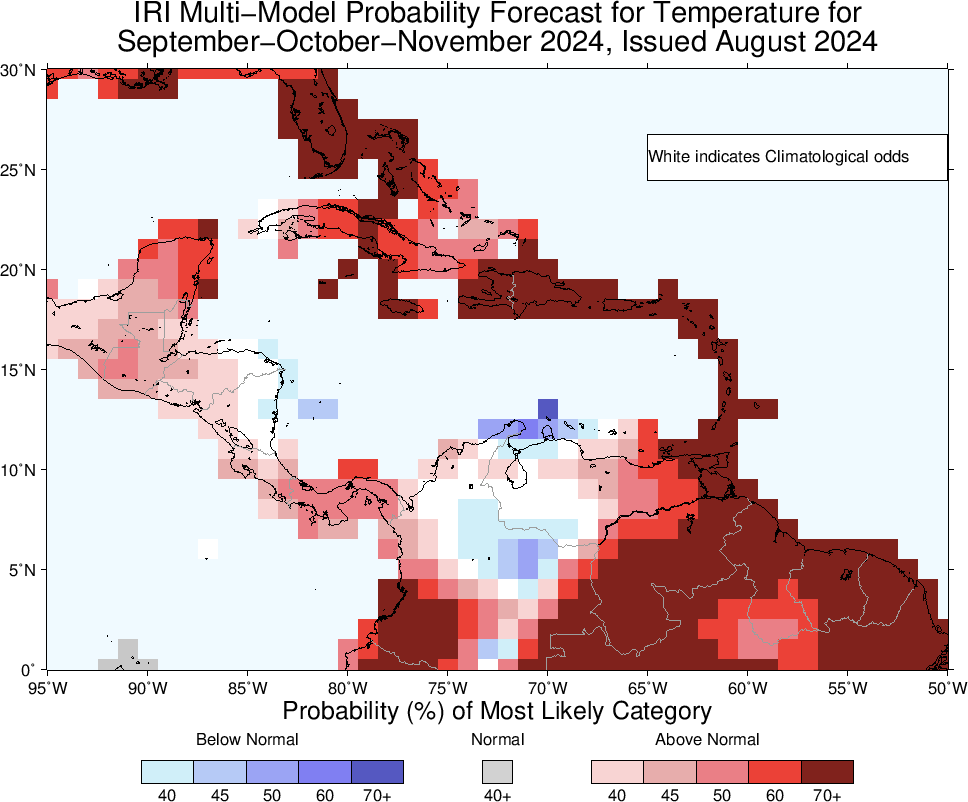 IRI Multi−Model Probability Forecast for Temperature for
September−October−November 2024, Issued August 2024
30°N
White indicates Climatological odds
25°N
20°N
15°N
10°N
5°N
0°
95°W 90°W 85°W 80°W 75°W 70°W 65°W 60°W 55°W 50°W
Probability (%) of Most Likely Category
Below Normal Normal Above Normal
40 45 50 60 70+ 40+ 40 45 50 60 70+